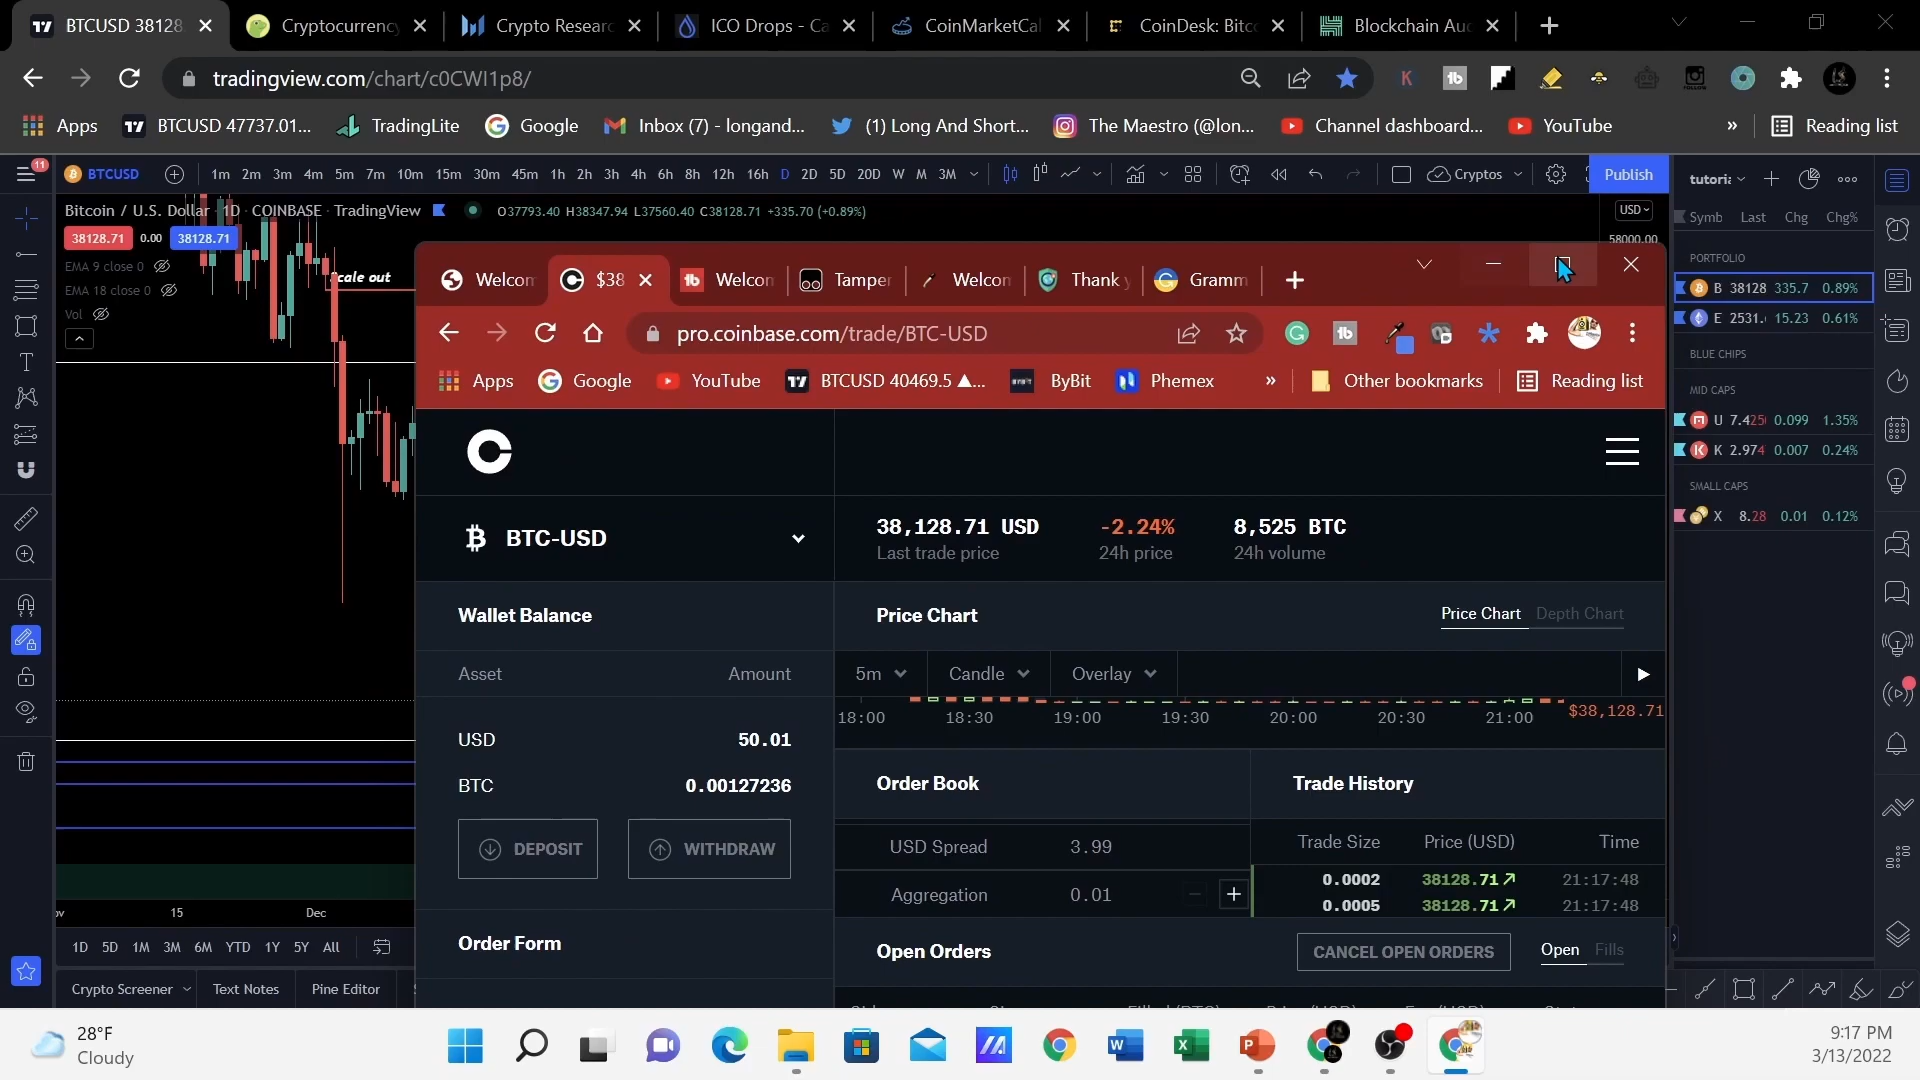 BTCUSD 38128.
Cryptocurrency
Crypto Researc
ICO Drops - Ca
CoinMarketCal
CoinDesk: Bitc
Blockchain Auc
tradingview.com/chart/c0CWI1p8/
Apps
BTCUSD 47737.01...
TradingLite
Google
Inbox (7) - longand...
(1) Long And Short...
The Maestro (@lon...
Channel dashboard...
YouTube
»
Reading list
11
BTCUSD
1m 2m 3m 4m 5m 7m 10m 15m 30m 45m 1h 2h 3h 4h 6h 8h 12h 16h D 2D 5D 20D W M 3M
Cryptos
Publish
tutoria
Bitcoin / U.S. Dollar 1D COINBASE TradingView
O37793.40 H38347.94 L37560.40 C38128.71 +335.70 (+0.89%)
USD
58000.00
Symb Last Chg Chg%
38128.71 0.00 38128.71
EMA 9 close 0
EMA 18 close 0
Vol
Scale out
PORTFOLIO
B 38128 335.7 0.89%
E 2531. 15.23 0.61%
BLUE CHIPS
MID CAPS
U 7.425 0.099 1.35%
K 2.974 0.007 0.24%
SMALL CAPS
X 8.28 0.01 0.12%
Welcom
$38
Welcom
Tamper
Welcom
Thank y
Gramm
pro.coinbase.com/trade/BTC-USD
Apps
Google
YouTube
BTCUSD 40469.5 ▲...
ByBit
Phemex
»
Other bookmarks
Reading list
BTC-USD
38,128.71 USD
Last trade price
-2.24%
24h price
8,525 BTC
24h volume
Wallet Balance
Asset Amount
USD 50.01
BTC 0.00127236
DEPOSIT
WITHDRAW
Order Form
Price Chart
Price Chart Depth Chart
5m Candle Overlay
18:00 18:30 19:00 19:30 20:00 20:30 21:00
$38,128.71
Order Book
USD Spread 3.99
Aggregation 0.01
Trade History
Trade Size Price (USD) Time
0.0002 38128.71↗ 21:17:48
0.0005 38128.71↗ 21:17:48
Open Orders
CANCEL OPEN ORDERS
Open Fills
15
Dec
1D 5D 1M 3M 6M YTD 1Y 5Y All
Crypto Screener
Text Notes
Pine Editor
28°F
Cloudy
9:17 PM
3/13/2022